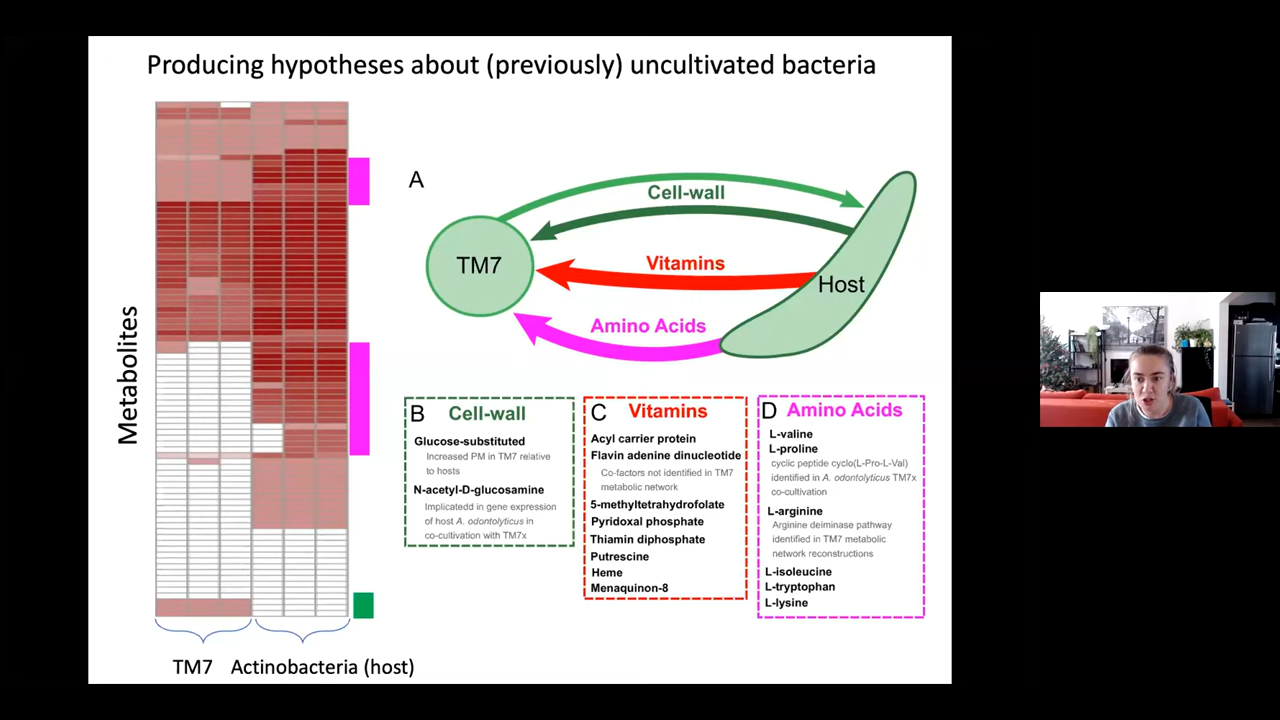 Producing hypotheses about (previously) uncultivated bacteria
Metabolites
TM7
Actinobacteria (host)
A
Cell-wall
TM7
Vitamins
Host
Amino Acids
B
Cell-wall
Glucose-substituted
Increased PM in TM7 relative
to hosts
N-acetyl-D-glucosamine
Implicatedd in gene expression
of host A. odontolyticus in
co-cultivation with TM7x
C
Vitamins
Acyl carrier protein
Flavin adenine dinucleotide
Co-factors not identified in TM7
metabolic network
5-methyltetrahydrofolate
Pyridoxal phosphate
Thiamin diphosphate
Putrescine
Heme
Menaquinon-8
D
Amino Acids
L-valine
L-proline
cyclic peptide cyclo(L-Pro-L-Val)
identified in A. odontolyticus TM7x
co-cultivation
L-arginine
Arginine deiminase pathway
identified in TM7 metabolic
network reconstructions
L-isoleucine
L-tryptophan
L-lysine